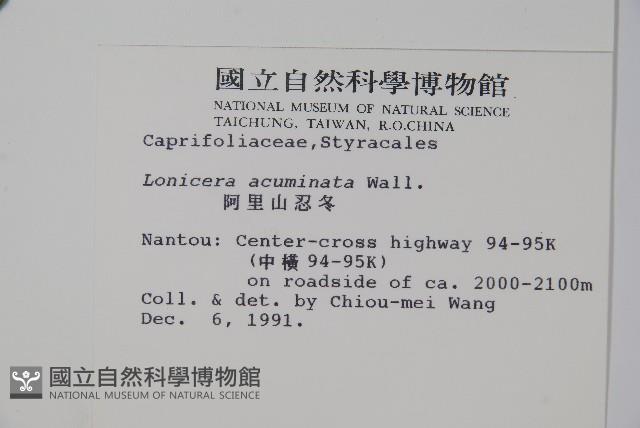 國立自然科學博物館
NATIONAL MUSEUM OF NATURAL SCIENCE
TAICHUNG, TAIWAN, R.O.CHINA
Caprifoliaceae,Styracales
Lonicera acuminata Wall.
阿里山忍冬
Nantou: Center-cross highway 94-95K
(中橫 94-95K)
on roadside of ca. 2000-2100m
Coll. & det. by Chiou-mei Wang
Dec. 6, 1991.
國立自然科學博物館
NATIONAL MUSEUM OF NATURAL SCIENCE